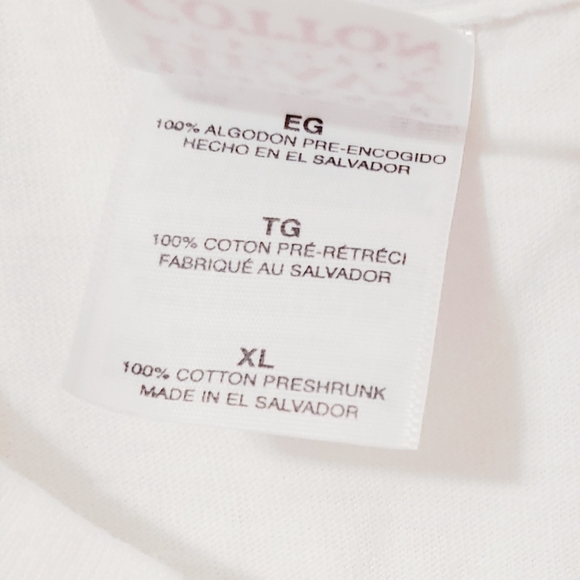 COTTON
EG
100% ALGODON PRE-ENCOGIDO
HECHO EN EL SALVADOR
TG
100% COTON PRÉ-RÉTRÉCI
FABRIQUÉ AU SALVADOR
XL
100% COTTON PRESHRUNK
MADE IN EL SALVADOR